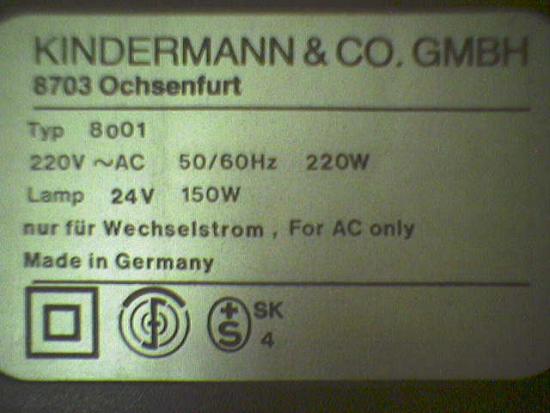 KINDERMANN & CO. GMBH
8703 Ochsenfurt
Typ 8001
220V ~AC 50/60Hz 220W
Lamp 24V 150W
nur für Wechselstrom, For AC only
Made in Germany
+S SK
4